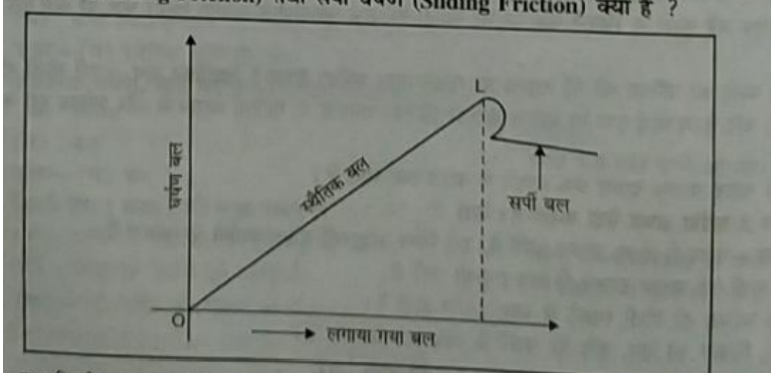 (Sliding Friction) क्या है ?
L
घर्षण बल
स्थैतिक बल
सर्पी बल
O
लगाया गया बल